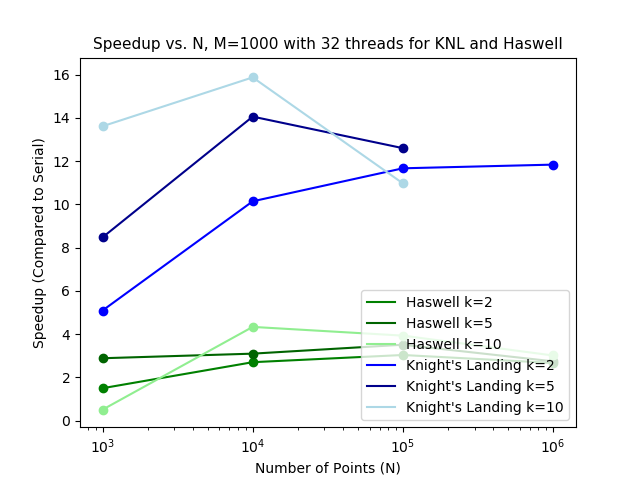 Speedup vs. N, M=1000 with 32 threads for KNL and Haswell
Speedup (Compared to Serial)
16
14
12
10
8
6
4
2
0
Haswell k=2
Haswell k=5
Haswell k=10
Knight's Landing k=2
Knight's Landing k=5
Knight's Landing k=10
10³
10⁴
10⁵
10⁶
Number of Points (N)